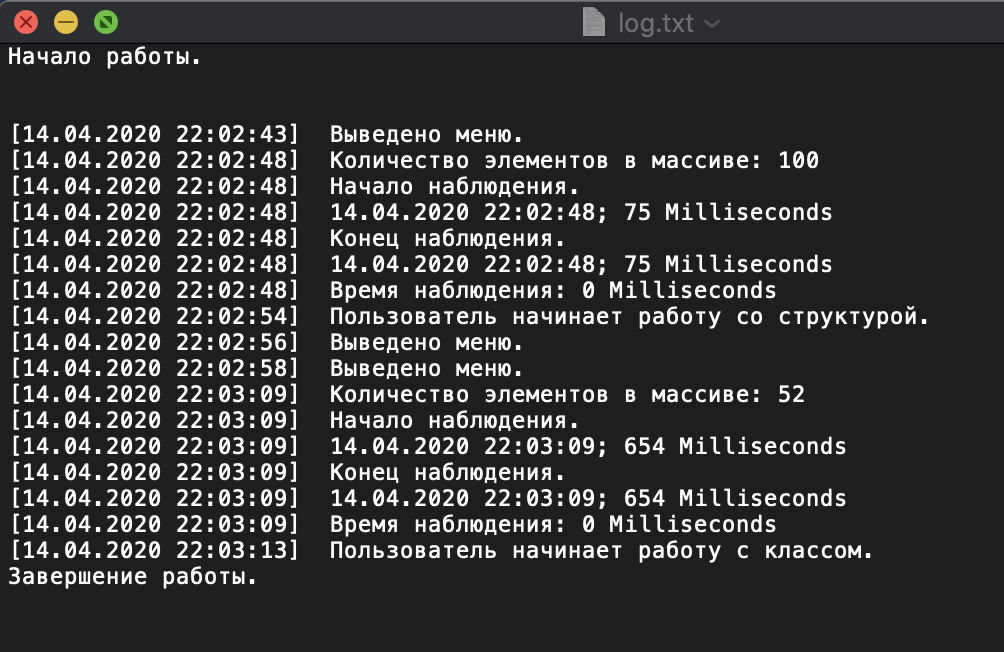 log.txt
Начало работы.
[14.04.2020 22:02:43] Выведено меню.
[14.04.2020 22:02:48] Количество элементов в массиве: 100
[14.04.2020 22:02:48] Начало наблюдения.
[14.04.2020 22:02:48] 14.04.2020 22:02:48; 75 Milliseconds
[14.04.2020 22:02:48] Конец наблюдения.
[14.04.2020 22:02:48] 14.04.2020 22:02:48; 75 Milliseconds
[14.04.2020 22:02:48] Время наблюдения: 0 Milliseconds
[14.04.2020 22:02:54] Пользователь начинает работу со структурой.
[14.04.2020 22:02:56] Выведено меню.
[14.04.2020 22:02:58] Выведено меню.
[14.04.2020 22:03:09] Количество элементов в массиве: 52
[14.04.2020 22:03:09] Начало наблюдения.
[14.04.2020 22:03:09] 14.04.2020 22:03:09; 654 Milliseconds
[14.04.2020 22:03:09] Конец наблюдения.
[14.04.2020 22:03:09] 14.04.2020 22:03:09; 654 Milliseconds
[14.04.2020 22:03:09] Время наблюдения: 0 Milliseconds
[14.04.2020 22:03:13] Пользователь начинает работу с классом.
Завершение работы.